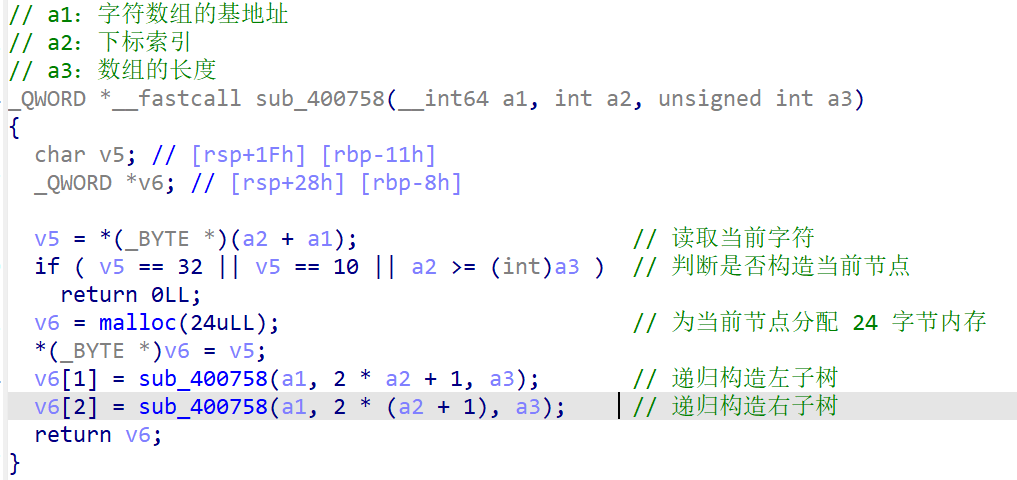 // a1: 字符数组的基地址
// a2: 下标索引
// a3: 数组的长度
_QWORD *__fastcall sub_400758(__int64 a1, int a2, unsigned int a3)
{
  char v5; // [rsp+1Fh] [rbp-11h]
  _QWORD *v6; // [rsp+28h] [rbp-8h]

  v5 = *(_BYTE *)(a2 + a1);                    // 读取当前字符
  if ( v5 == 32 || v5 == 10 || a2 >= (int)a3 )  // 判断是否构造当前节点
    return 0LL;
  v6 = malloc(24uLL);                          // 为当前节点分配 24 字节内存
  *(_BYTE *)v6 = v5;
  v6[1] = sub_400758(a1, 2 * a2 + 1, a3);      // 递归构造左子树
  v6[2] = sub_400758(a1, 2 * (a2 + 1), a3);    // 递归构造右子树
  return v6;
}